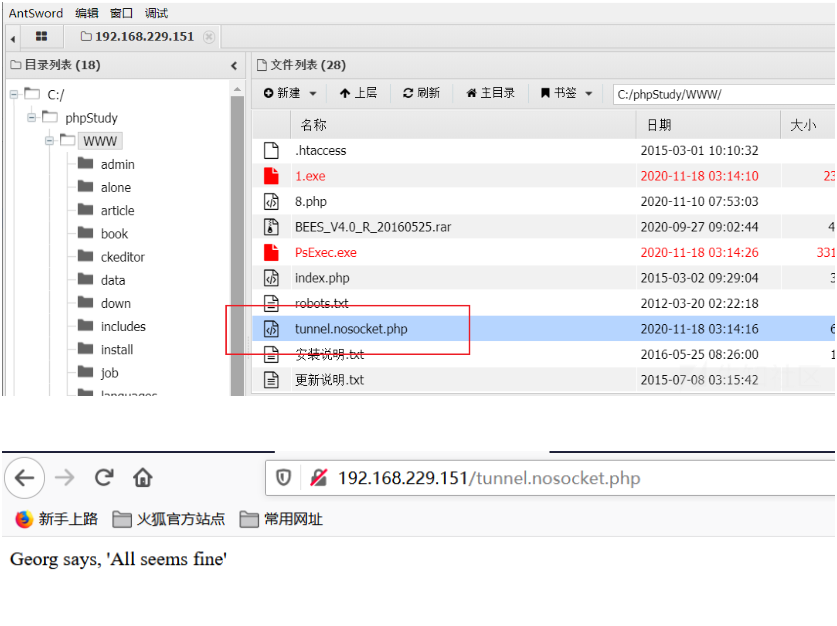 AntSword 编辑 窗口 调试
192.168.229.151
目录列表 (18)
C:/
phpStudy
WWW
admin
alone
article
book
ckeditor
data
down
includes
install
job
languages
文件列表 (28)
新建 上层 刷新 主目录 书签 C:/phpStudy/WWW/
名称 日期 大小
.htaccess 2015-03-01 10:10:32
1.exe 2020-11-18 03:14:10 23
8.php 2020-11-10 07:53:03
BEES_V4.0_R_20160525.rar 2020-09-27 09:02:44 4
PsExec.exe 2020-11-18 03:14:26 331
index.php 2015-03-02 09:29:04 3
robots.txt 2012-03-20 02:22:18
tunnel.nosocket.php 2020-11-18 03:14:16 6
安装说明.txt 2016-05-25 08:26:00 1
更新说明.txt 2015-07-08 03:15:42
192.168.229.151/tunnel.nosocket.php
新手上路 火狐官方站点 常用网址
Georg says, 'All seems fine'